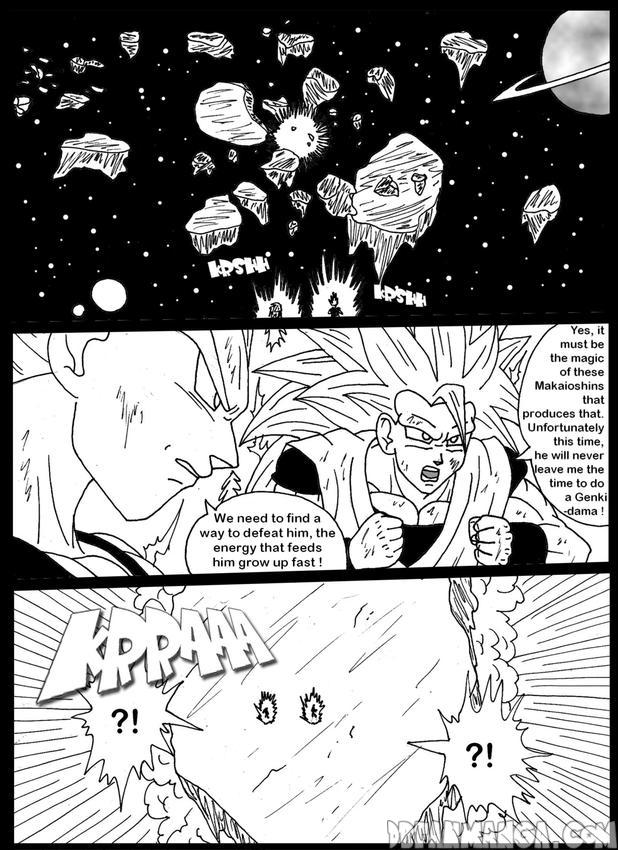 KRSHH
KRSHH
Yes, it
must be
the magic
of these
Makaioshins
that
produces that.
Unfortunately
this time,
he will never
leave me the
time to do
a Genki
-dama !
We need to find a
way to defeat him, the
energy that feeds
him grow up fast !
KRRAAA
?!
?!